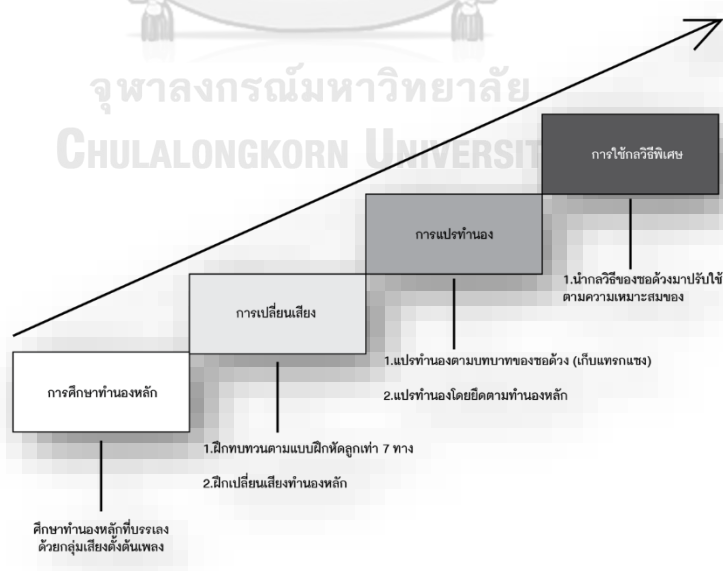 จุฬาลงกรณ์มหาวิทยาลัย
CHULALONGKORN UNIVERSIT
การใช้กลวิธีพิเศษ
การแปรทำนอง
1.นำกลวิธีของซอด้วงมาปรับใช้
ตามความเหมาะสมของ
การเปลี่ยนเสียง
1.แปรทำนองตามบทบาทของซอด้วง (เก็บแทรกแซง)
2.แปรทำนองโดยยึดตามทำนองหลัก
การศึกษาทำนองหลัก
1.ฝึกทบทวนตามแบบฝึกหัดลูกเท่า 7 ทาง
2.ฝึกเปลี่ยนเสียงทำนองหลัก
ศึกษาทำนองหลักที่บรรเลง
ด้วยกลุ่มเสียงตั้งต้นเพลง